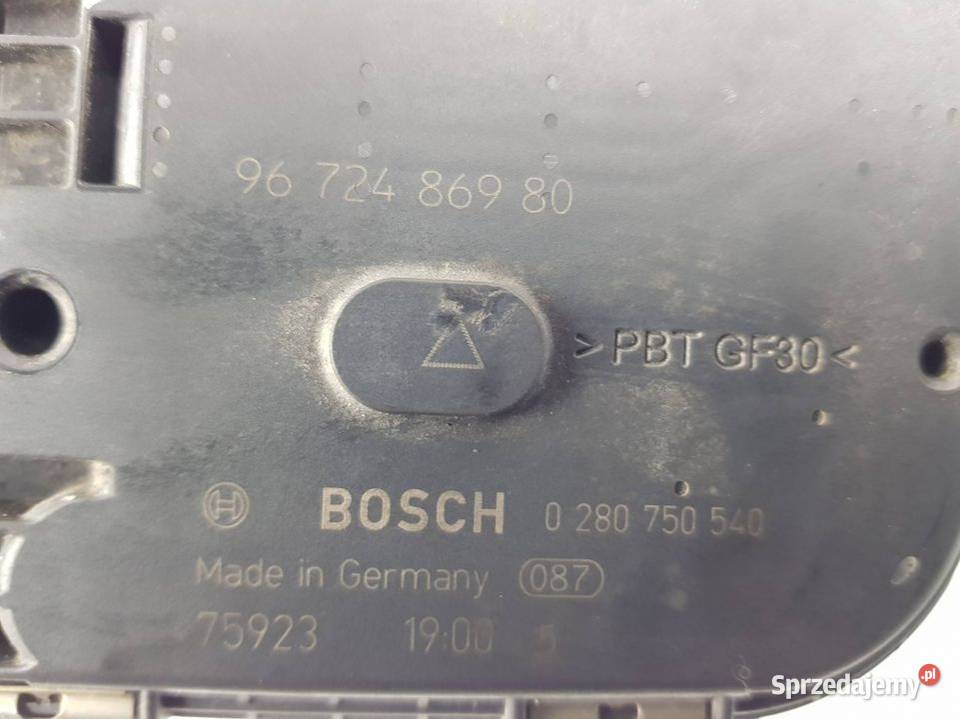 96 724 869 80
>PBT GF30<
BOSCH 0 280 750 540
Made in Germany 087
75923 19:00 5
Sprzedajemy.pl